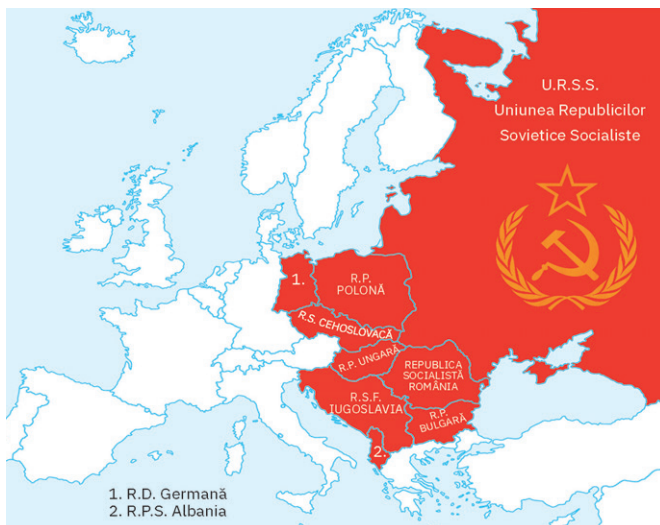 U.R.S.S.
Uniunea Republicilor
Sovietice Socialiste
1.
R.P.
POLONĂ
R.S. CEHOSLOVACĂ
R.P. UNGARĂ
REPUBLICA
SOCIALISTĂ
ROMÂNIA
R.S.F.
IUGOSLAVIA
R.P.
BULGARĂ
2.
1. R.D. Germană
2. R.P.S. Albania